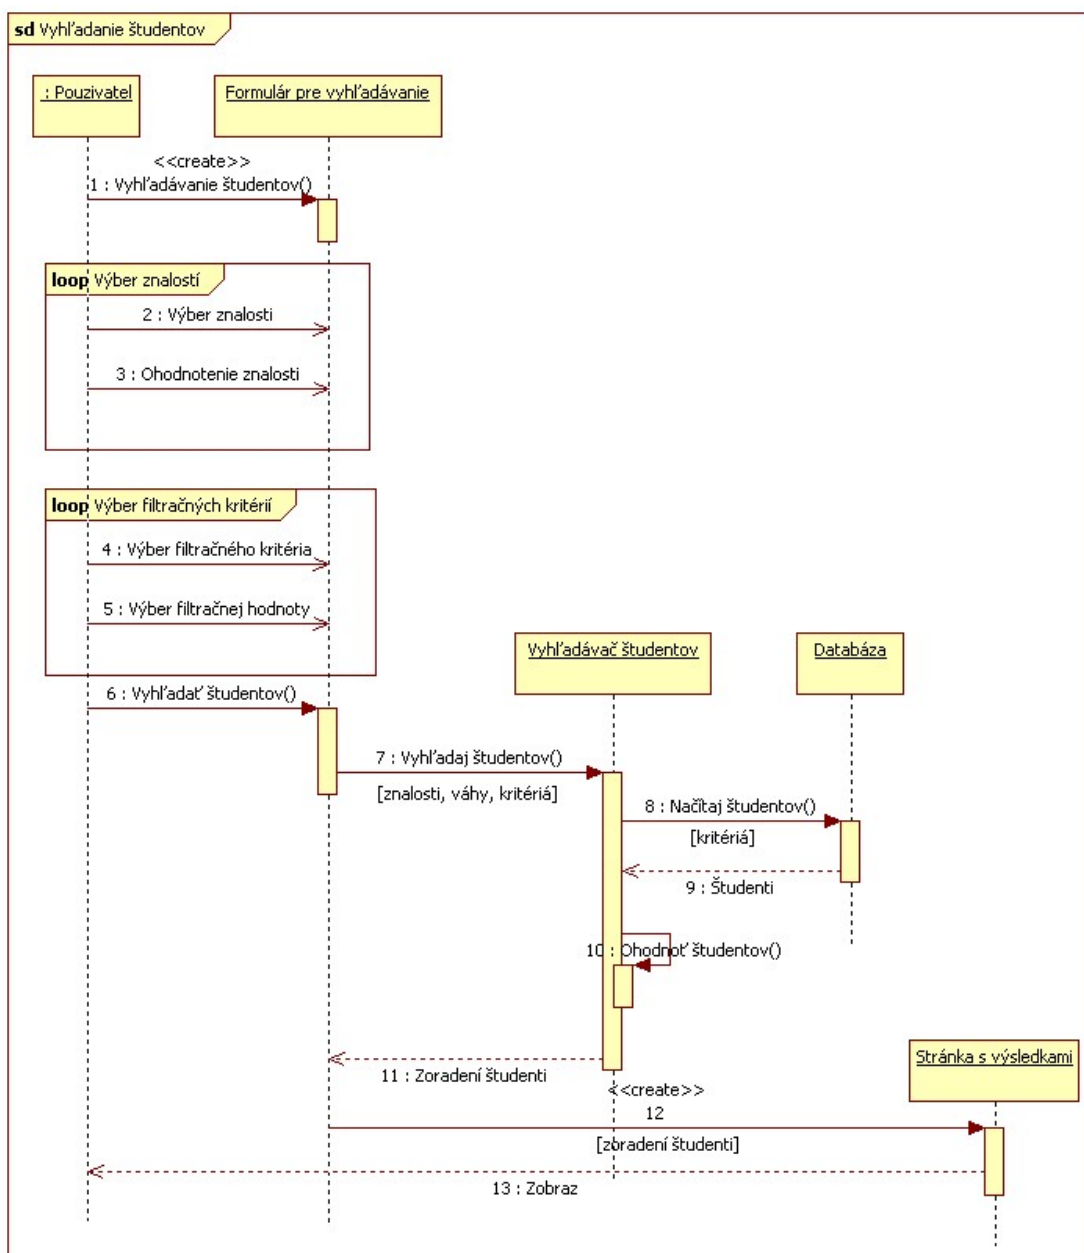 sd Vyhľadanie študentov
: Pouzivatel
Formulár pre vyhľadávanie
<<create>>
1 : Vyhľadávanie študentov()
loop Výber znalostí
2 : Výber znalosti
3 : Ohodnotenie znalosti
loop Výber filtračných kritérií
4 : Výber filtračného kritéria
5 : Výber filtračnej hodnoty
Vyhľadávač študentov
Databáza
6 : Vyhľadať študentov()
7 : Vyhľadaj študentov()
[znalosti, váhy, kritériá]
8 : Načítaj študentov()
[kritériá]
9 : Študenti
10 : Ohodnoť študentov()
Stránka s výsledkami
11 : Zoradení študenti
<<create>>
12
[zoradení študenti]
13 : Zobraz